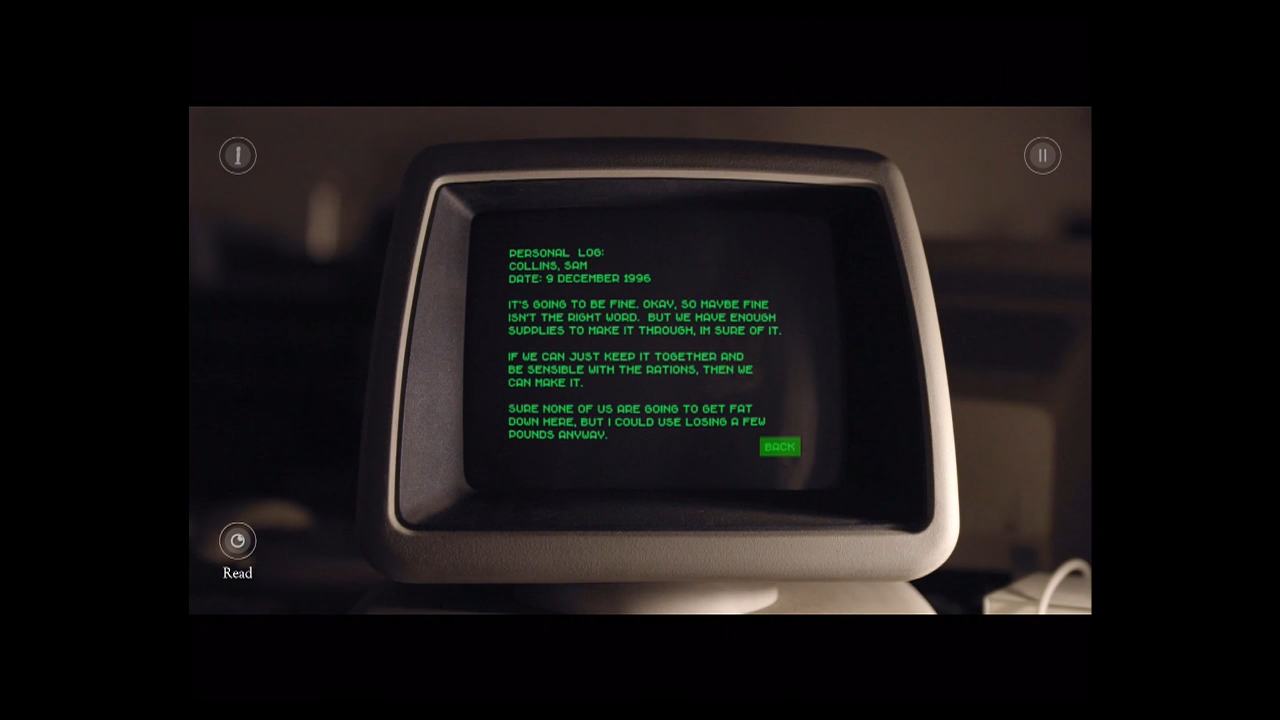 PERSONAL LOG:
COLLINS, SAM
DATE: 9 DECEMBER 1996
IT'S GOING TO BE FINE. OKAY, SO MAYBE FINE
ISN'T THE RIGHT WORD. BUT WE HAVE ENOUGH
SUPPLIES TO MAKE IT THROUGH, IM SURE OF IT.
IF WE CAN JUST KEEP IT TOGETHER AND
BE SENSIBLE WITH THE RATIONS, THEN WE
CAN MAKE IT.
SURE NONE OF US ARE GOING TO GET FAT
DOWN HERE, BUT I COULD USE LOSING A FEW
POUNDS ANYWAY.
BACK
Read